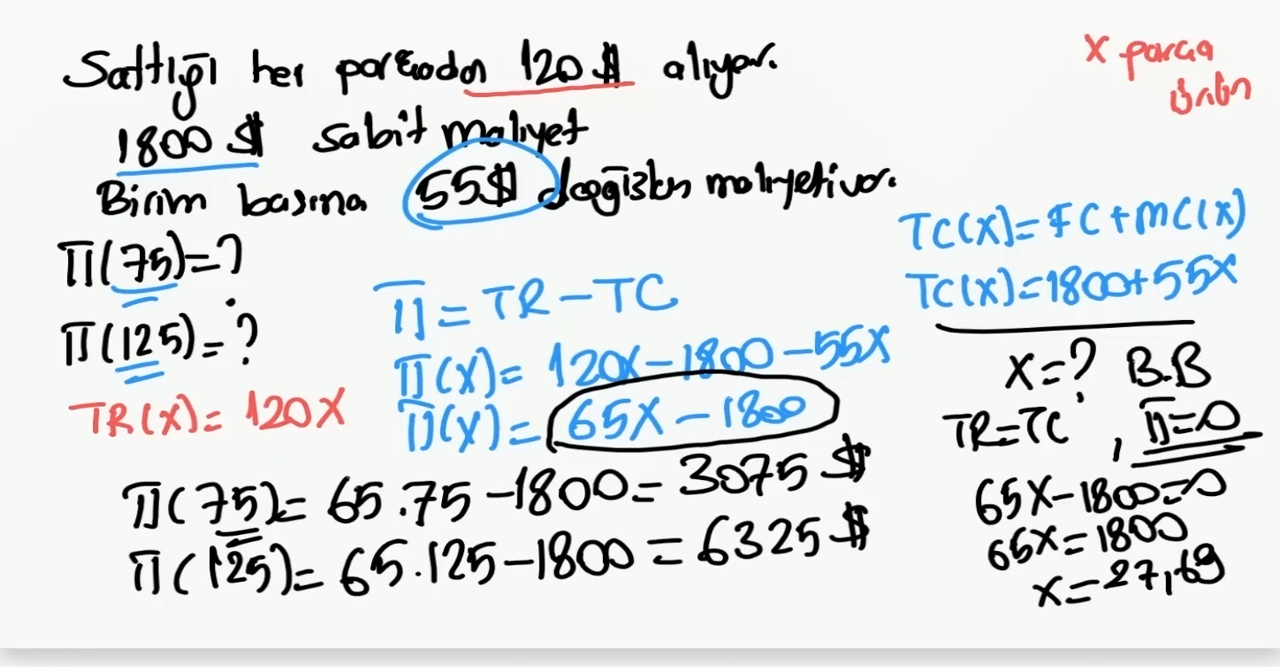 Sattığı her parçadan 120$ alıyor.
x parça
ürün
1800$ sabit maliyet
Birim başına 55$ değişken maliyeti var.
Π(75)=?
Π(125)=?
TR(x)=120x
TC(x)=FC+MC(x)
TC(x)=1800+55x
Π=TR-TC
Π(x)=120x-1800-55x
Π(x)=65x-1800
x=? B.B
TR=TC, Π=0
65x-1800=0
65x=1800
x=27,69
Π(75)=65.75-1800=3075$
Π(125)=65.125-1800=6325$